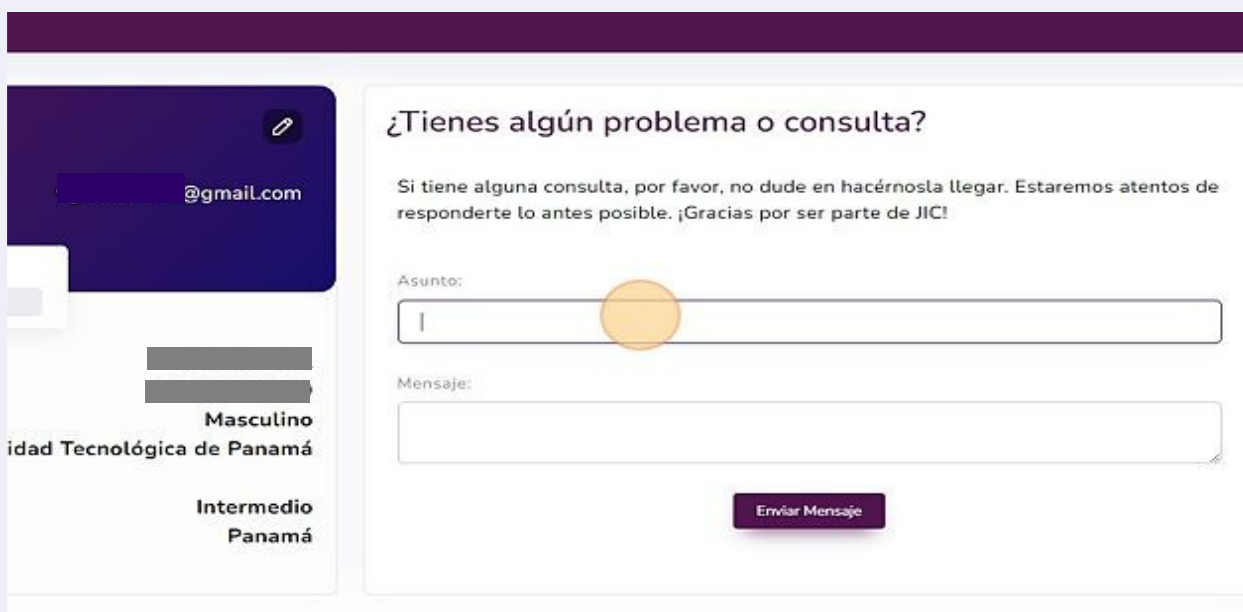 @gmail.com
Masculino
idad Tecnológica de Panamá
Intermedio
Panamá
¿Tienes algún problema o consulta?
Si tiene alguna consulta, por favor, no dude en hacérnosla llegar. Estaremos atentos de
responderte lo antes posible. ¡Gracias por ser parte de JIC!
Asunto:
Mensaje:
Enviar Mensaje